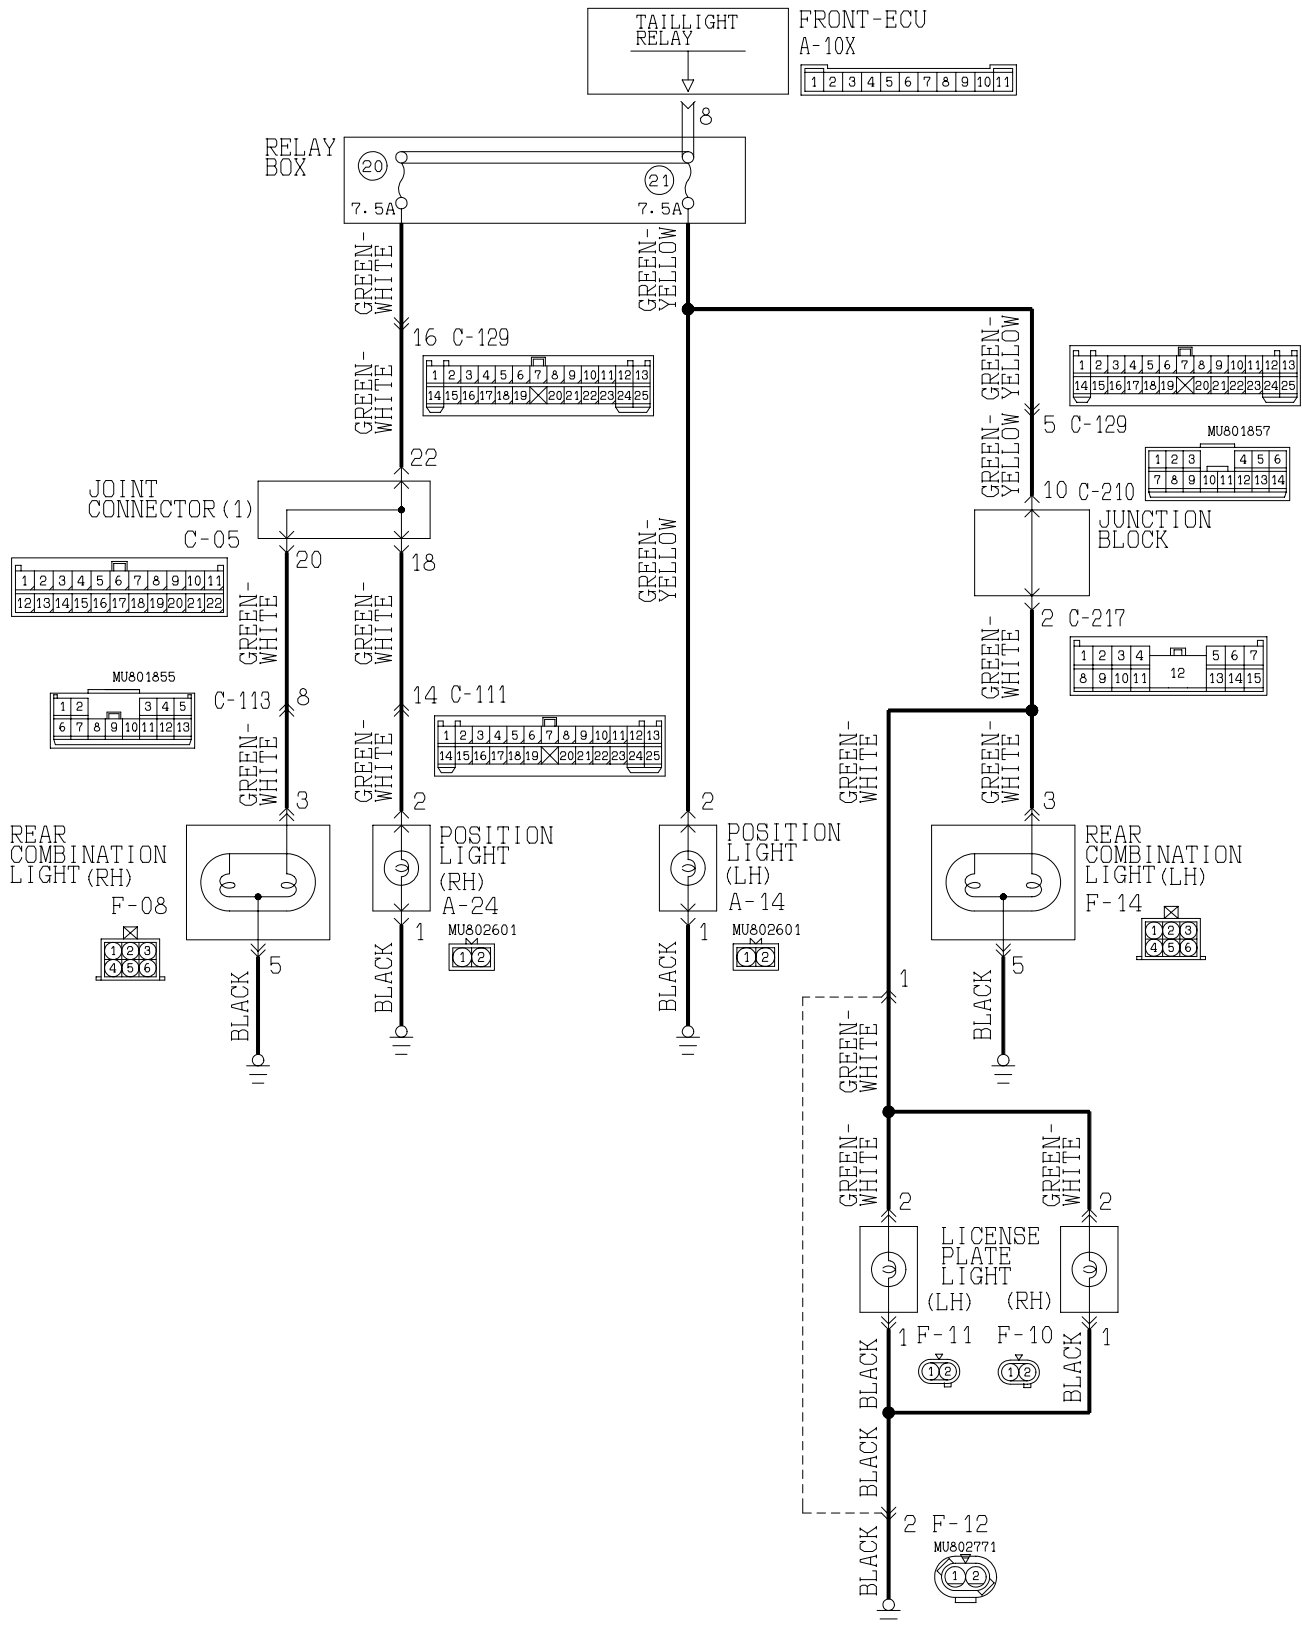 TAILLIGHT
RELAY
FRONT-ECU
A-10X
1 2 3 4 5 6 7 8 9 10 11
8
RELAY
BOX
20
7.5A
21
7.5A
GREEN-
WHITE
GREEN-
YELLOW
16 C-129
1 2 3 4 5 6 7 8 9 10 11 12 13
14 15 16 17 18 19 20 21 22 23 24 25
GREEN-
WHITE
GREEN-
YELLOW
1 2 3 4 5 6 7 8 9 10 11 12 13
14 15 16 17 18 19 20 21 22 23 24 25
5 C-129
MU801857
1 2 3 4 5 6
7 8 9 10 11 12 13 14
GREEN-
YELLOW
10 C-210
JUNCTION
BLOCK
22
JOINT
CONNECTOR(1)
C-05
1 2 3 4 5 6 7 8 9 10 11
12 13 14 15 16 17 18 19 20 21 22
20
18
GREEN-
YELLOW
GREEN-
WHITE
GREEN-
WHITE
2 C-217
1 2 3 4 5 6 7
8 9 10 11 12 13 14 15
GREEN-
WHITE
MU801855
1 2 3 4 5
6 7 8 9 10 11 12 13
C-113 8
14 C-111
1 2 3 4 5 6 7 8 9 10 11 12 13
14 15 16 17 18 19 20 21 22 23 24 25
GREEN-
WHITE
GREEN-
WHITE
GREEN-
WHITE
GREEN-
WHITE
3
2
2
3
REAR
COMBINATION
LIGHT(RH)
F-08
1 2 3
4 5 6
POSITION
LIGHT
(RH)
A-24
MU802601
1 2
POSITION
LIGHT
(LH)
A-14
MU802601
1 2
REAR
COMBINATION
LIGHT(LH)
F-14
1 2 3
4 5 6
5
1
1
5
BLACK
BLACK
BLACK
BLACK
1
GREEN-
WHITE
GREEN-
WHITE
GREEN-
WHITE
2
2
LICENSE
PLATE
LIGHT
(LH)
(RH)
1 F-11
F-10 1
1 2
1 2
BLACK
BLACK
BLACK
2 F-12
MU802771
1 2
BLACK